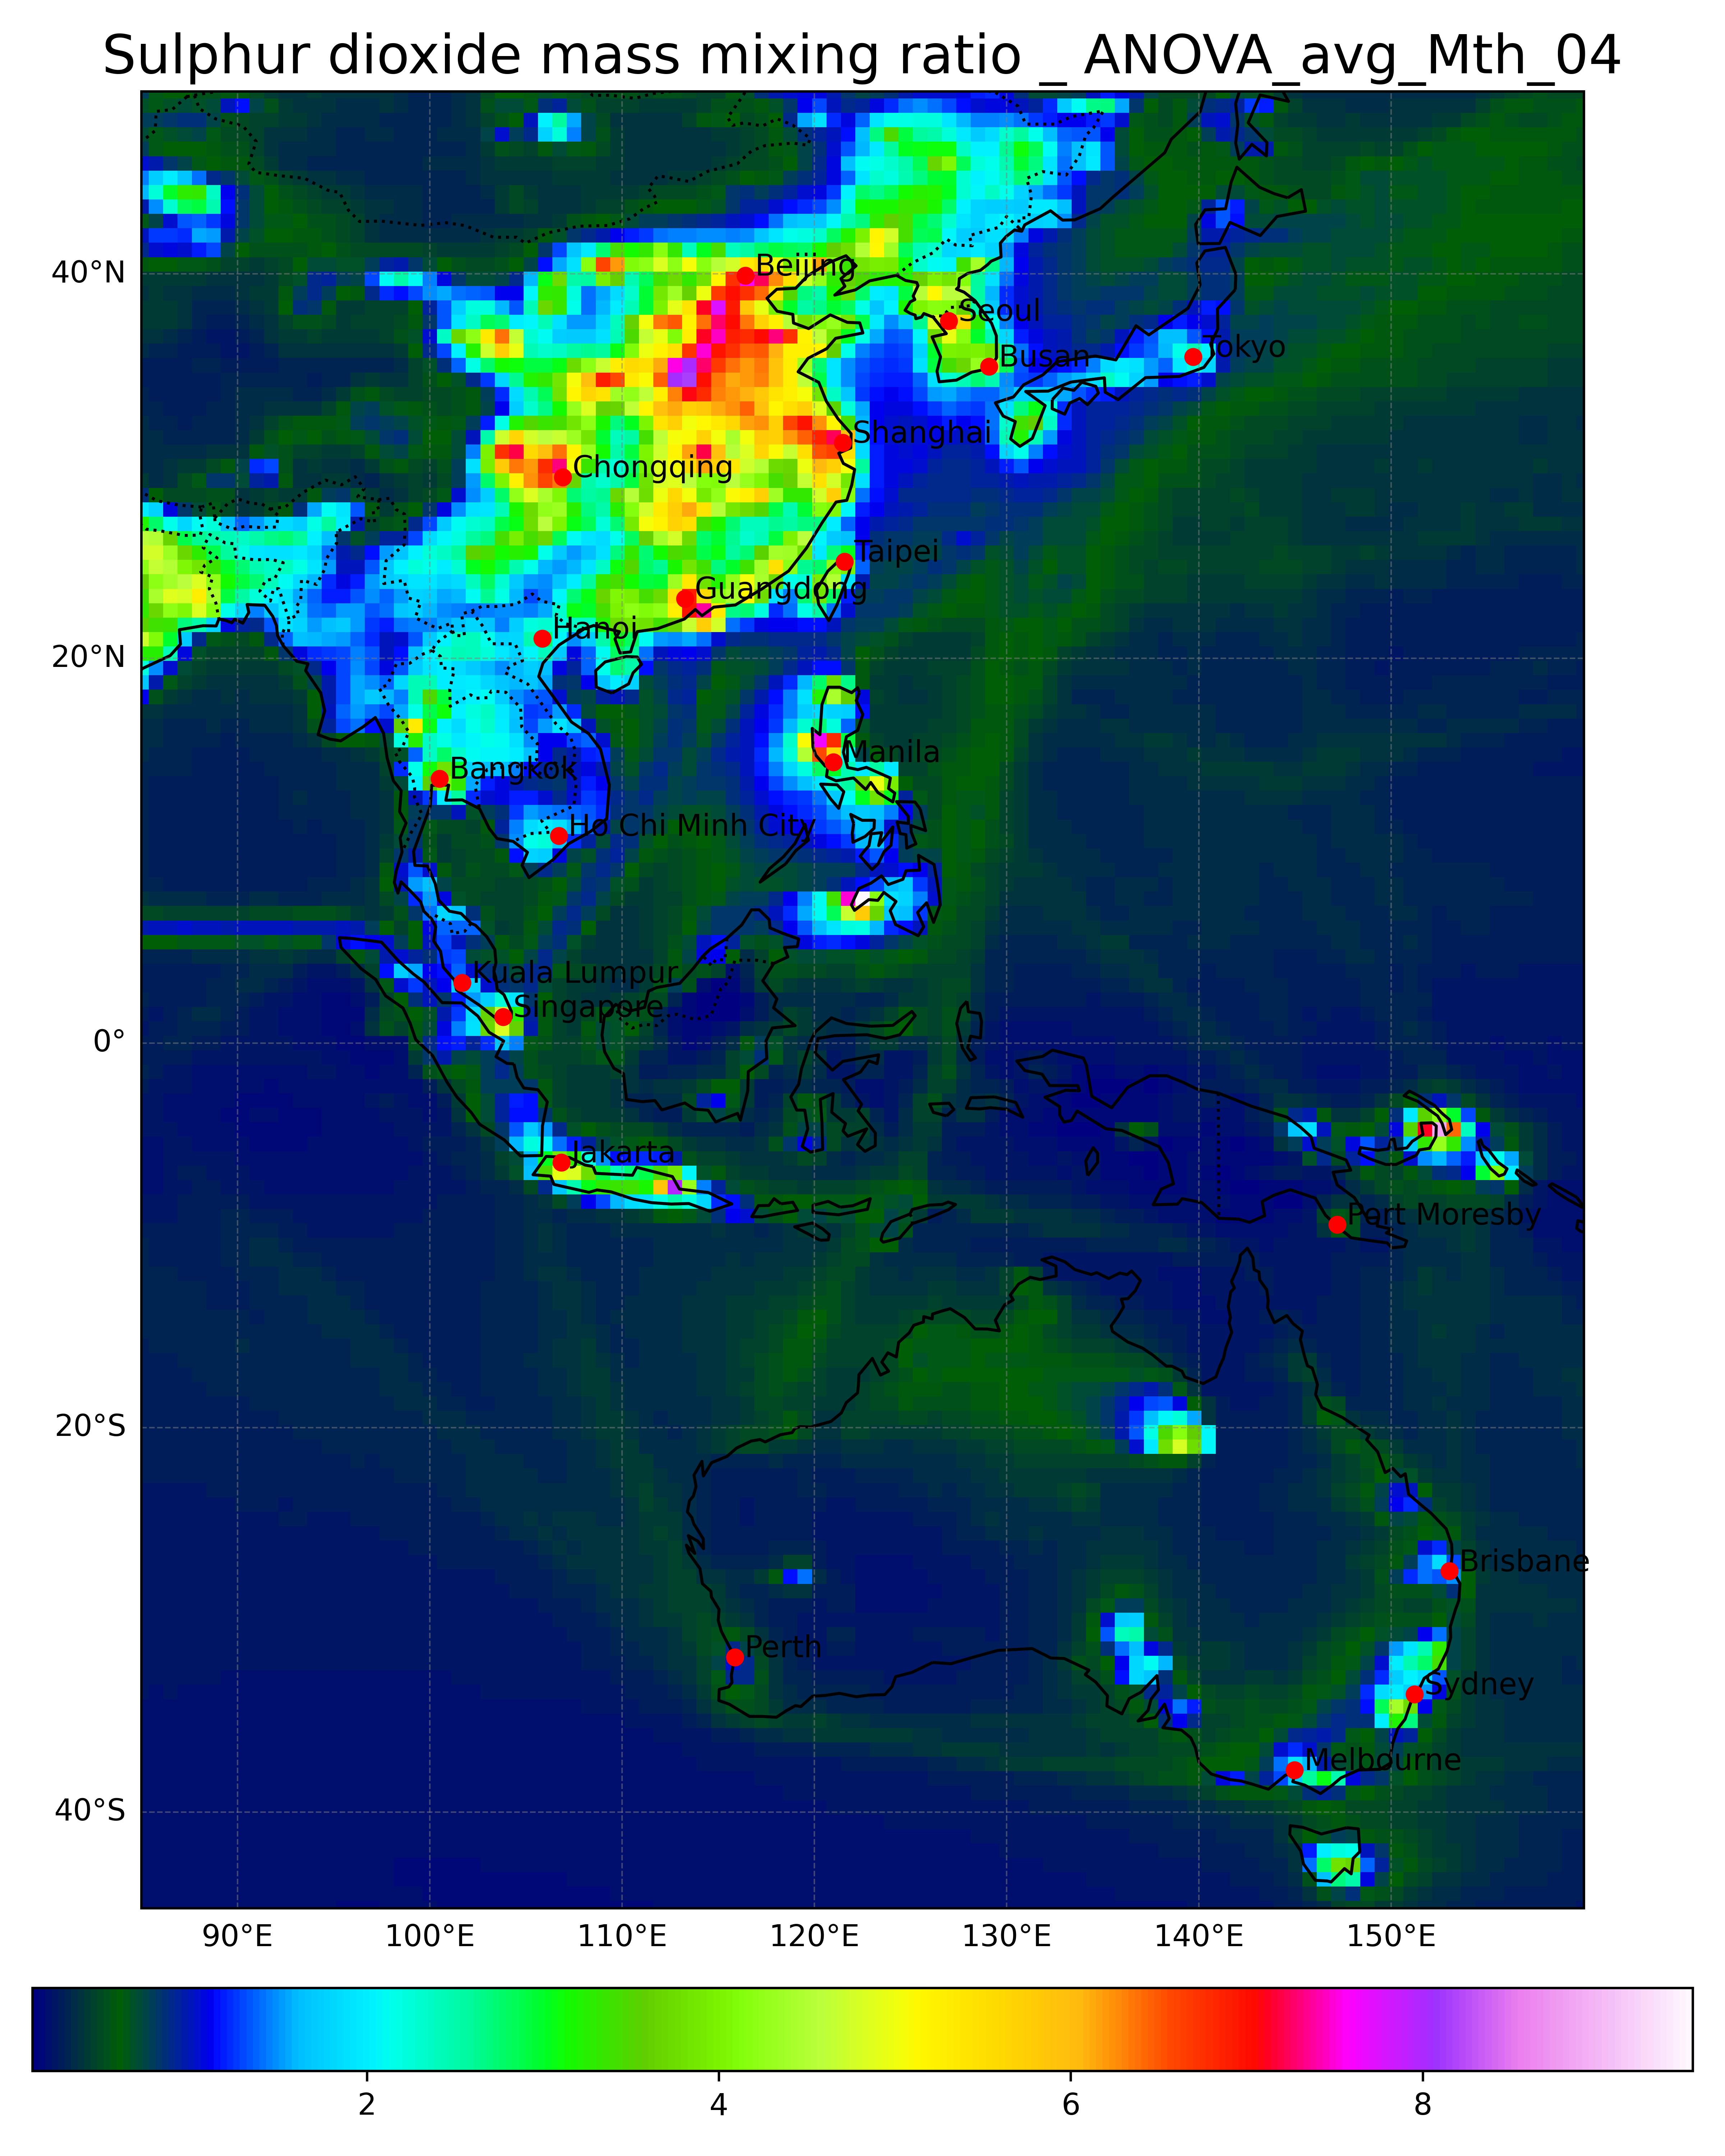 Sulphur dioxide mass mixing ratio _ ANOVA_avg_Mth_04
40°N
20°N
0°
20°S
40°S
Beijing
Seoul
Busan
Tokyo
Shanghai
Chongqing
Taipei
Guangdong
Hanoi
Manila
Bangkok
Ho Chi Minh City
Kuala Lumpur
Singapore
Jakarta
Port Moresby
Brisbane
Perth
Sydney
Melbourne
90°E 100°E 110°E 120°E 130°E 140°E 150°E
2 4 6 8